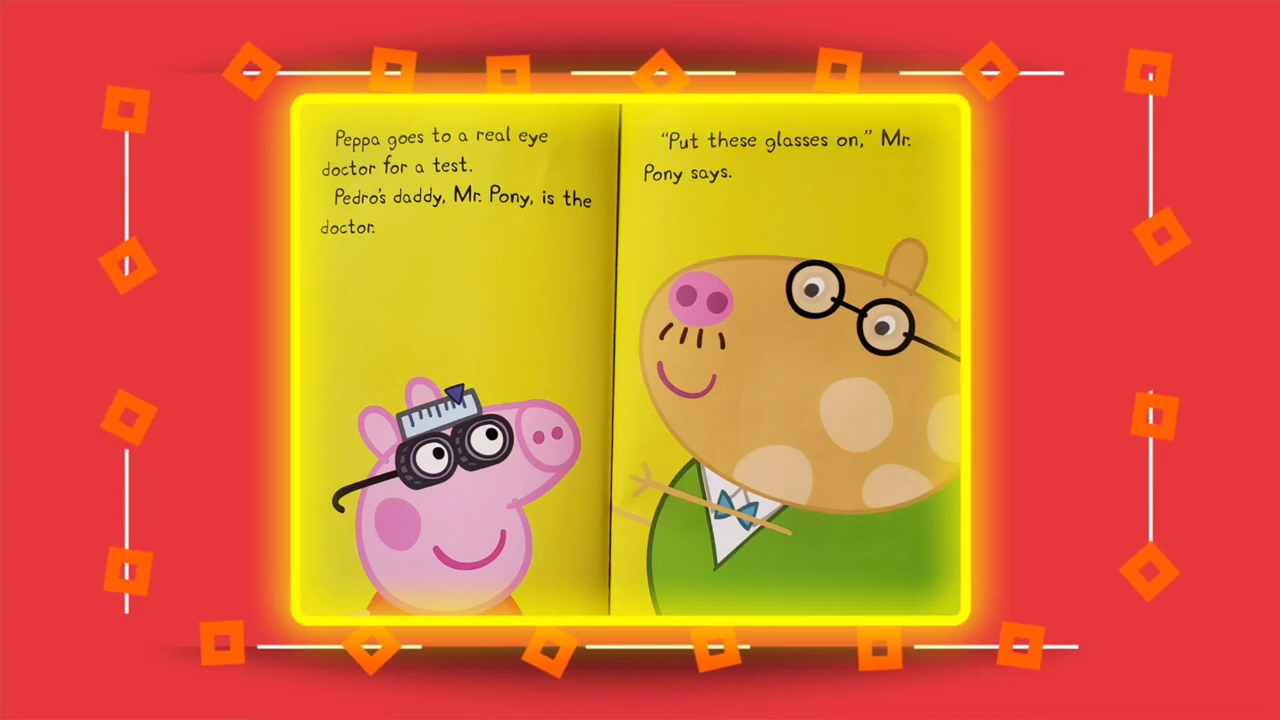 Peppa goes to a real eye
doctor for a test.
Pedro's daddy, Mr. Pony, is the
doctor.
“Put these glasses on,” Mr.
Pony says.